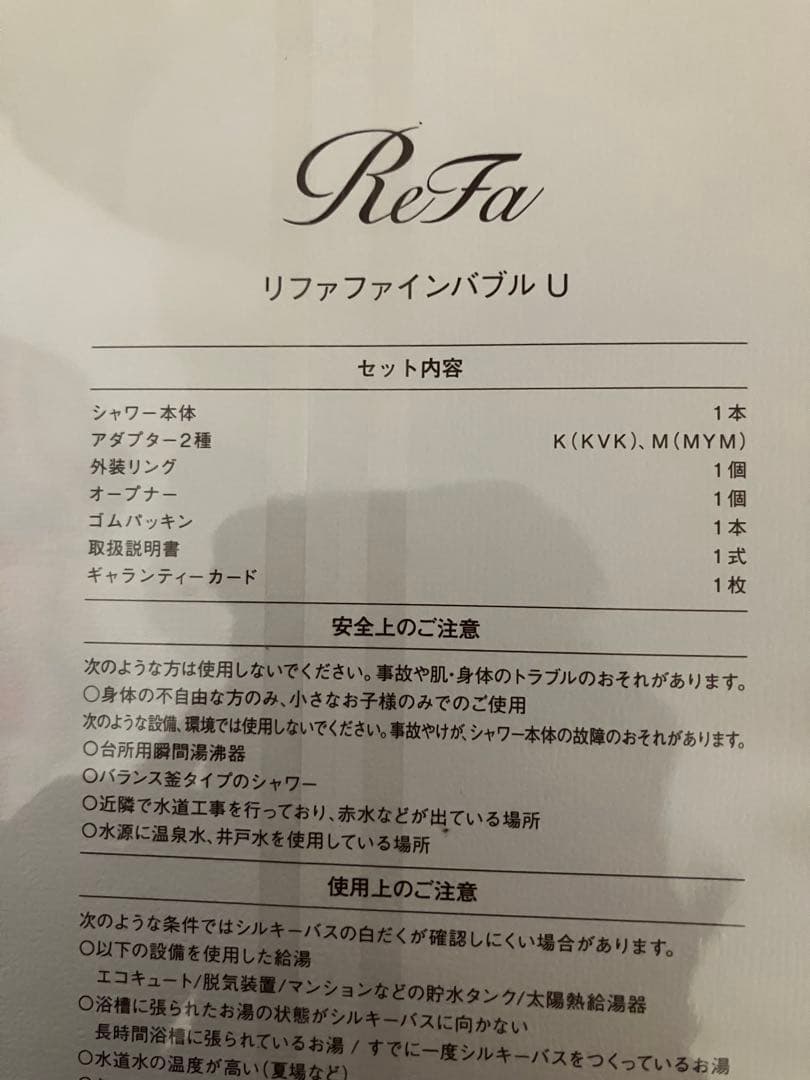 ReFa
リファファインバブル U
セット内容
シャワー本体 1本
アダプター2種 K(KVK)、M(MYM)
外装リング 1個
オープナー 1個
ゴムパッキン 1本
取扱説明書 1式
ギャランティーカード 1枚
安全上のご注意
次のような方は使用しないでください。事故や肌・身体のトラブルのおそれがあります。
○身体の不自由な方のみ、小さなお子様のみでのご使用
次のような設備、環境では使用しないでください。事故やけが、シャワー本体の故障のおそれがあります。
○台所用瞬間湯沸器
○バランス釜タイプのシャワー
○近隣で水道工事を行っており、赤水などが出ている場所
○水源に温泉水、井戸水を使用している場所
使用上のご注意
次のような条件ではシルキーバスの白だくが確認しにくい場合があります。
○以下の設備を使用した給湯
エコキュート/脱気装置/マンションなどの貯水タンク/太陽熱給湯器
○浴槽に張られたお湯の状態がシルキーバスに向かない
長時間浴槽に張られているお湯 / すでに一度シルキーバスをつくっているお湯
○水道水の温度が高い(夏場など)